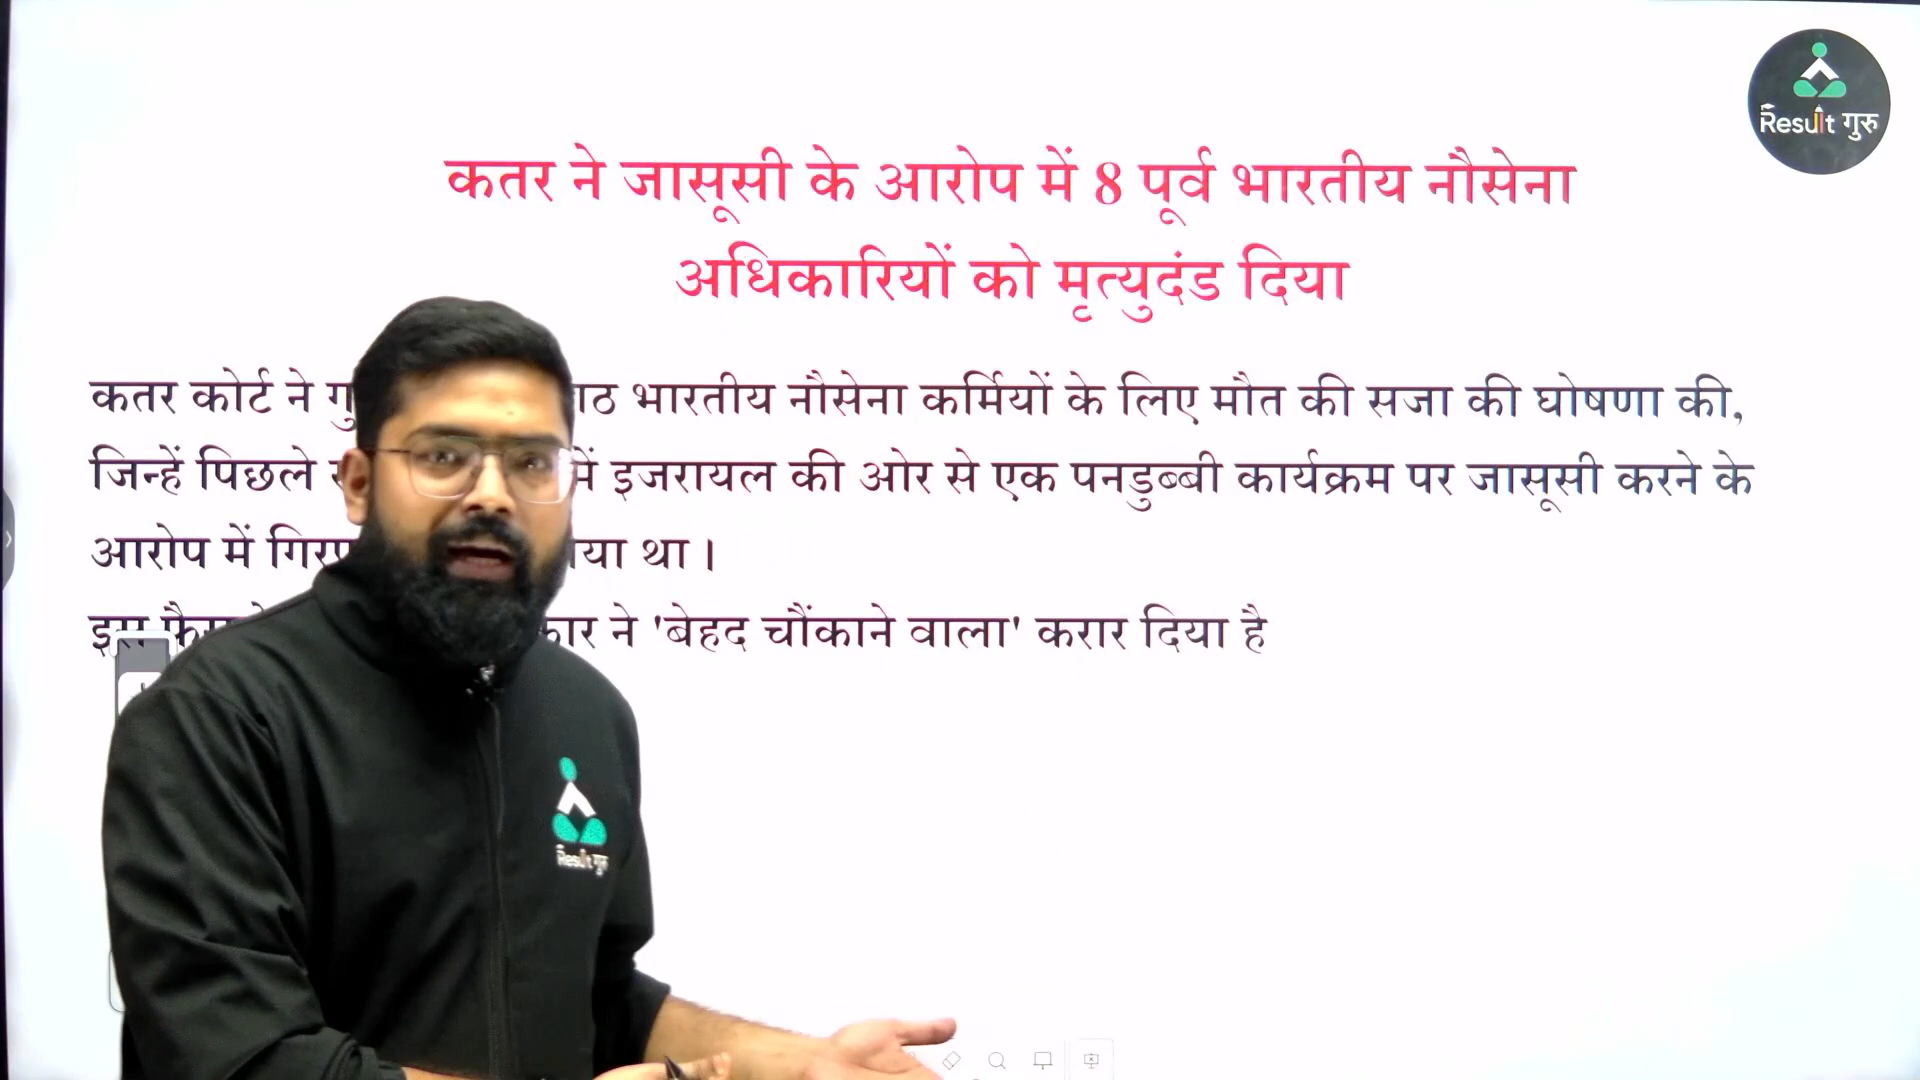 Result गुरु
कतर ने जासूसी के आरोप में 8 पूर्व भारतीय नौसेना
अधिकारियों को मृत्युदंड दिया
कतर कोर्ट ने भारतीय नौसेना कर्मियों के लिए मौत की सजा की घोषणा की,
जिन्हें पिछले में इजरायल की ओर से एक पनडुब्बी कार्यक्रम पर जासूसी करने के
आरोप में था।
ने 'बेहद चौंकाने वाला' करार दिया है
Result गुरु